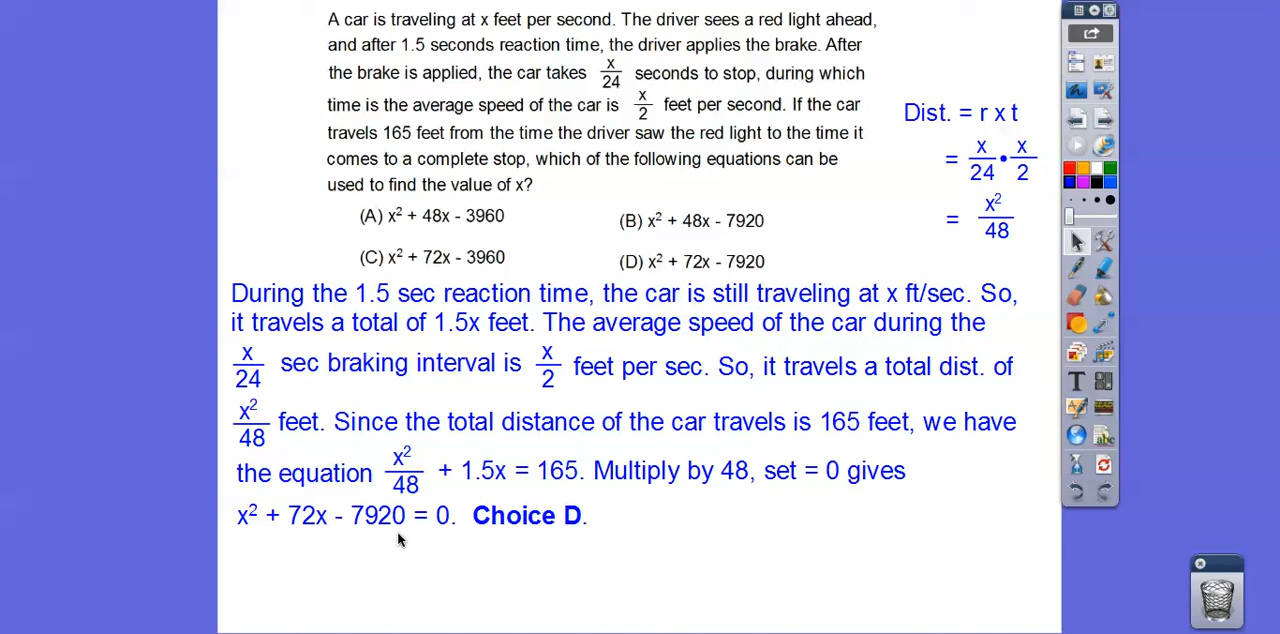 A car is traveling at x feet per second. The driver sees a red light ahead,
and after 1.5 seconds reaction time, the driver applies the brake. After
the brake is applied, the car takes x/24 seconds to stop, during which
time is the average speed of the car is x/2 feet per second. If the car
travels 165 feet from the time the driver saw the red light to the time it
comes to a complete stop, which of the following equations can be
used to find the value of x?
(A) x² + 48x - 3960
(B) x² + 48x - 7920
(C) x² + 72x - 3960
(D) x² + 72x - 7920
Dist. = r x t
= x/24 • x/2
= x²/48
During the 1.5 sec reaction time, the car is still traveling at x ft/sec. So,
it travels a total of 1.5x feet. The average speed of the car during the
x/24 sec braking interval is x/2 feet per sec. So, it travels a total dist. of
x²/48 feet. Since the total distance of the car travels is 165 feet, we have
the equation x²/48 + 1.5x = 165. Multiply by 48, set = 0 gives
x² + 72x - 7920 = 0. Choice D.